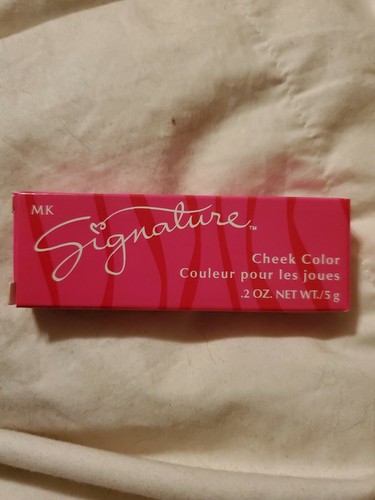 MK
Signature™
Cheek Color
Couleur pour les joues
.2 OZ. NET WT./5 g